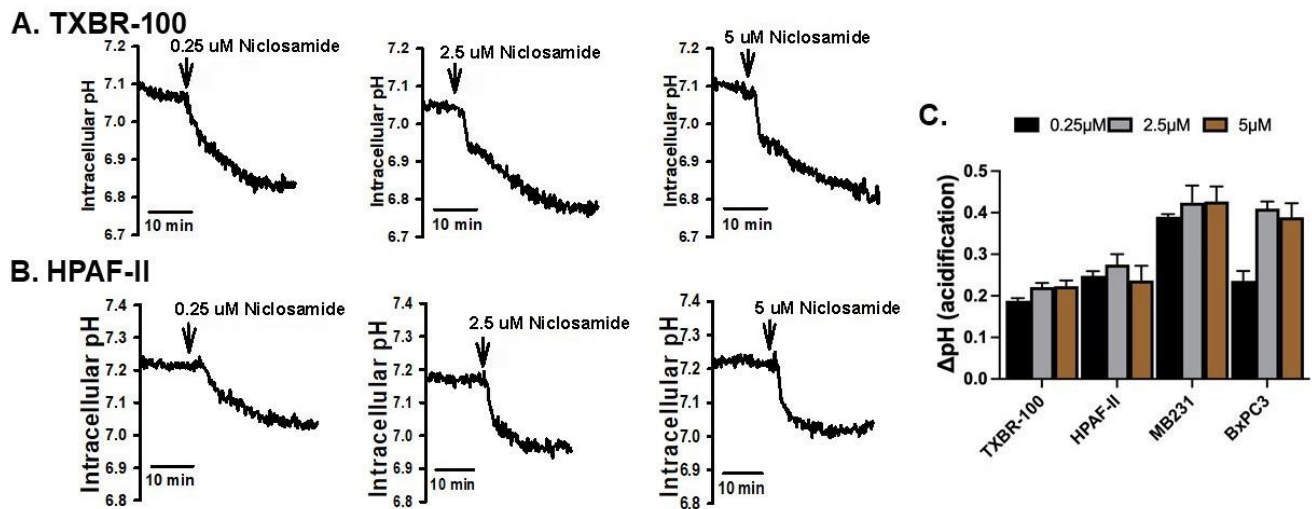 A. TXBR-100
0.25 uM Niclosamide
Intracellular pH
7.2
7.1
7.0
6.9
6.8
6.7
10 min
2.5 uM Niclosamide
Intracellular pH
7.2
7.1
7.0
6.9
6.8
6.7
10 min
5 uM Niclosamide
Intracellular pH
7.2
7.1
7.0
6.9
6.8
6.7
10 min
B. HPAF-II
0.25 uM Niclosamide
Intracellular pH
7.4
7.3
7.2
7.1
7.0
6.9
6.8
10 min
2.5 uM Niclosamide
Intracellular pH
7.4
7.3
7.2
7.1
7.0
6.9
6.8
10 min
5 uM Niclosamide
Intracellular pH
7.4
7.3
7.2
7.1
7.0
6.9
6.8
10 min
C.
0.25µM 2.5µM 5µM
ΔpH (acidification)
0.5
0.4
0.3
0.2
0.1
0.0
TXBR-100
HPAF-II
MB231
BxPC3